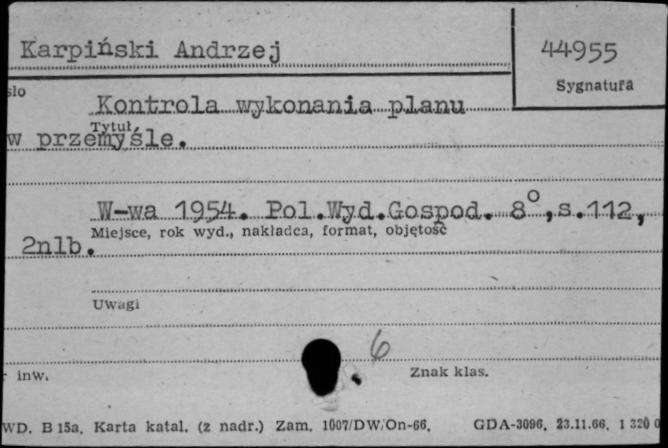 Karpiński Andrzej
44955
Sygnatura
sło
Kontrola wykonania planu
Tytuł
w przemyśle.
W-wa 1954. Pol.Wyd.Gospod. 8°,s.112,
Miejsce, rok wyd., nakładca, format, objętość
2nlb.
Uwagi
6
r inw.
Znak klas.
WD. B 15a. Karta katal. (z nadr.) Zam. 1007/DW/On-66. GDA-3096. 23.11.66. 1 320 0